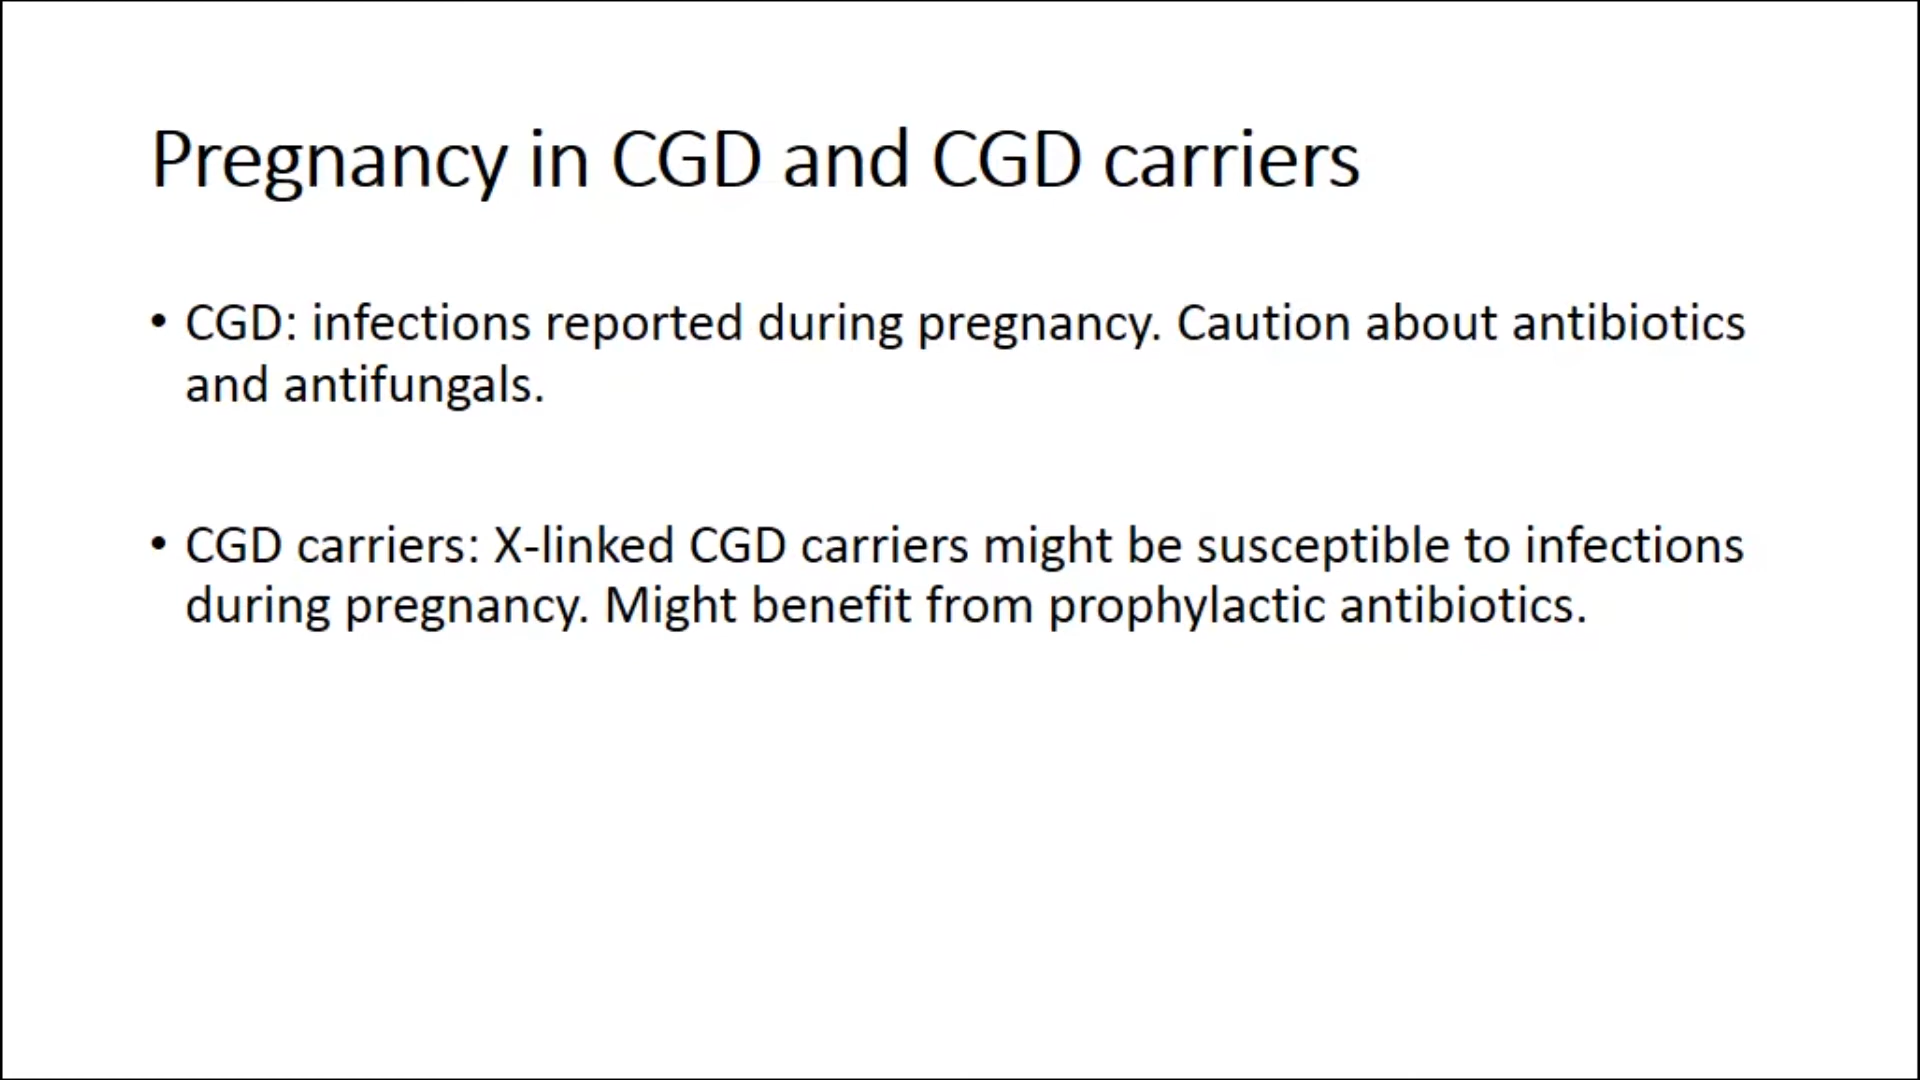 Pregnancy in CGD and CGD carriers
• CGD: infections reported during pregnancy. Caution about antibiotics
and antifungals.
• CGD carriers: X-linked CGD carriers might be susceptible to infections
during pregnancy. Might benefit from prophylactic antibiotics.